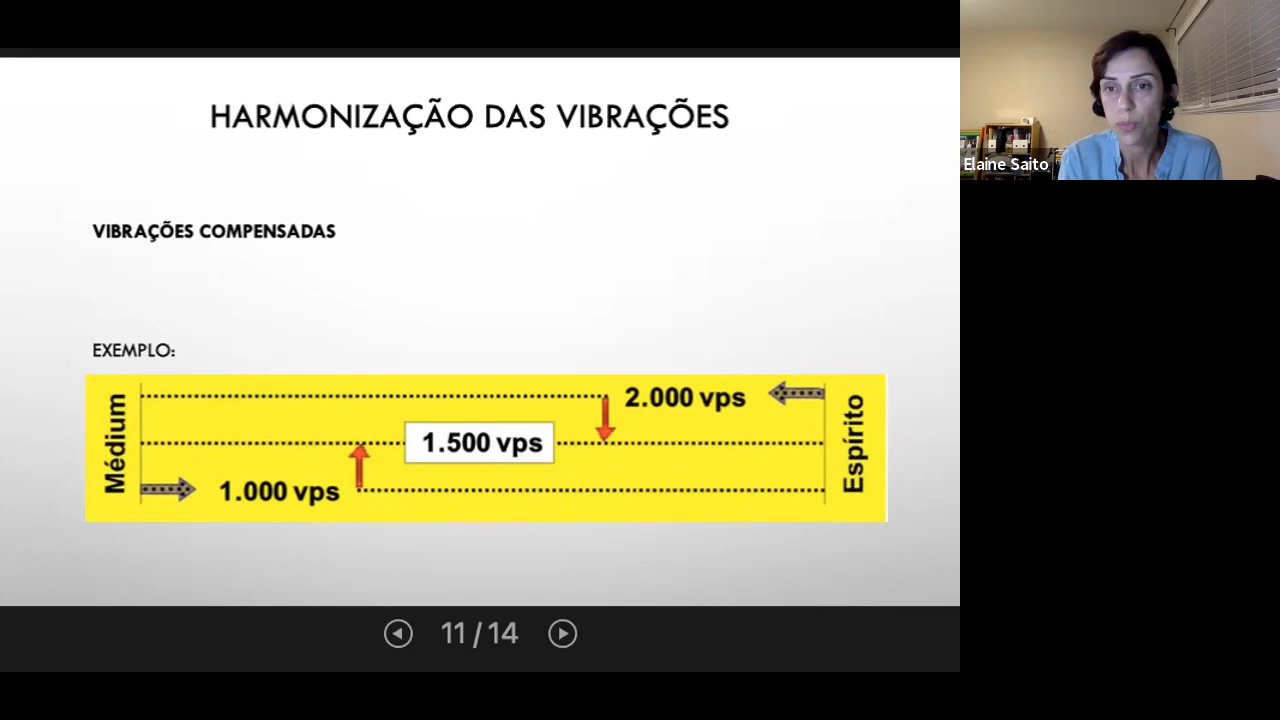 HARMONIZAÇÃO DAS VIBRAÇÕES
Elaine Saito
VIBRAÇÕES COMPENSADAS
EXEMPLO:
Médium
2.000 vps
1.500 vps
1.000 vps
Espírito
11 / 14